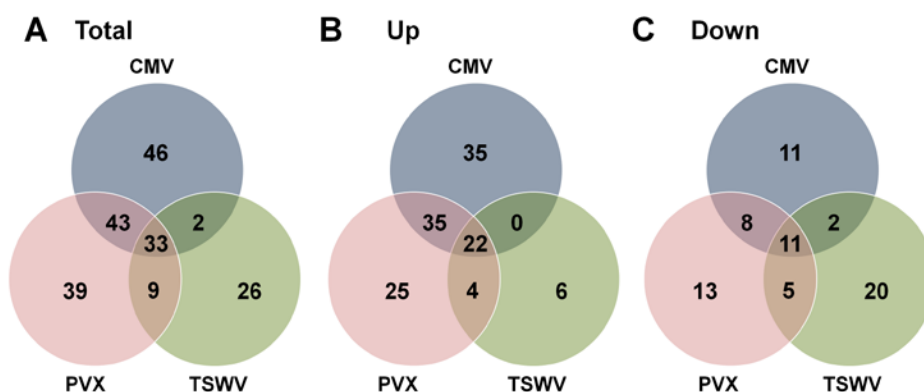 A Total
B Up
C Down
CMV
CMV
CMV
46
35
11
43
2
35
0
8
2
33
22
11
39
9
26
25
4
6
13
5
20
PVX
TSWV
PVX
TSWV
PVX
TSWV